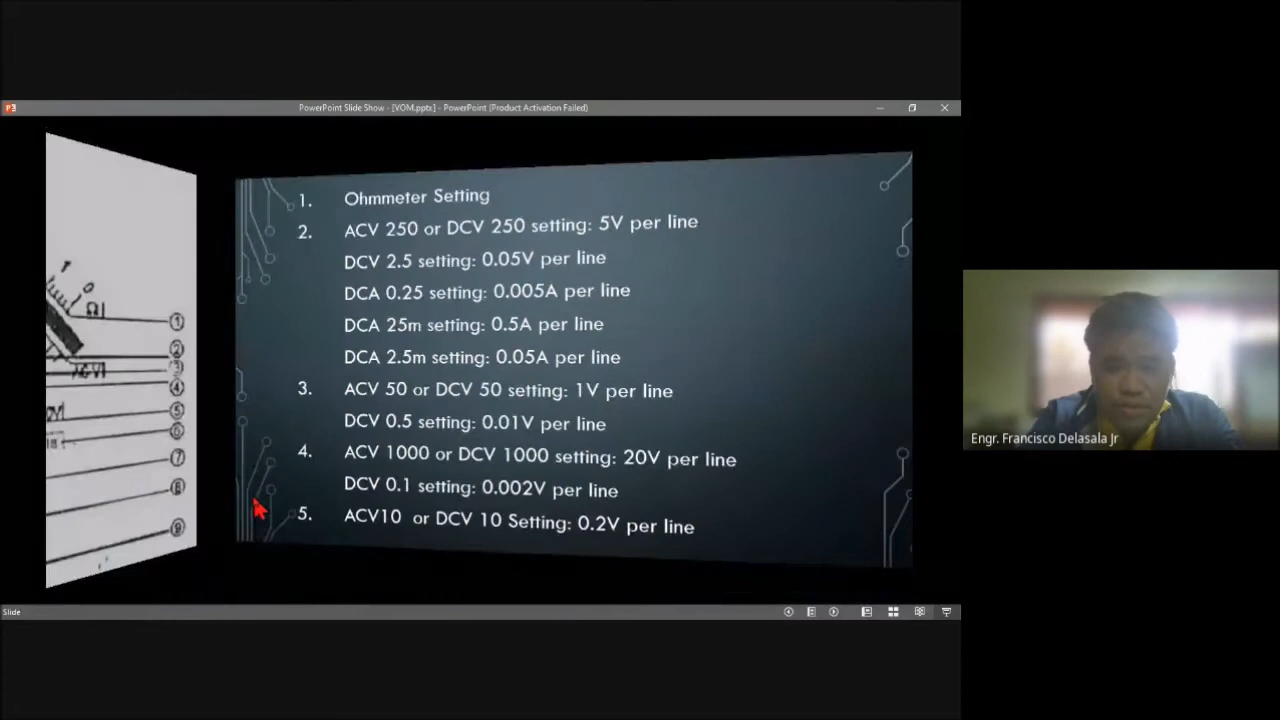 PowerPoint Slide Show - [VOM.pptx] - PowerPoint (Product Activation Failed)
1. Ohmmeter Setting
2. ACV 250 or DCV 250 setting: 5V per line
DCV 2.5 setting: 0.05V per line
DCA 0.25 setting: 0.005A per line
DCA 25m setting: 0.5A per line
DCA 2.5m setting: 0.05A per line
3. ACV 50 or DCV 50 setting: 1V per line
DCV 0.5 setting: 0.01V per line
4. ACV 1000 or DCV 1000 setting: 20V per line
DCV 0.1 setting: 0.002V per line
5. ACV10 or DCV 10 Setting: 0.2V per line
1
0
Ω
1
2
3
4
5
6
7
8
9
Engr. Francisco Delasala Jr
Slide